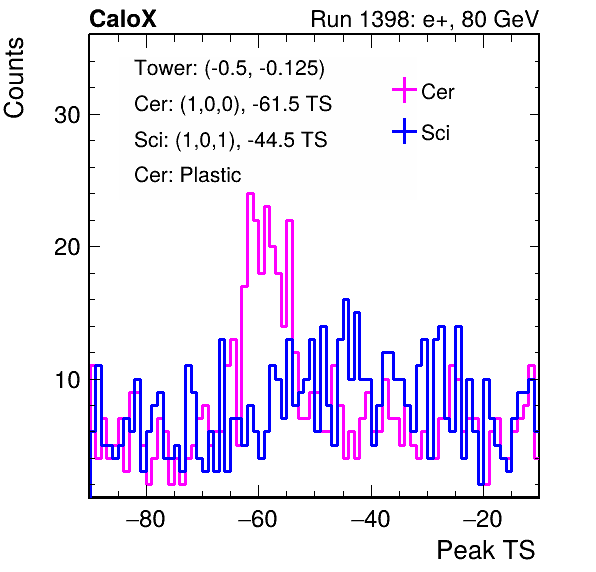 CaloX Run 1398: e+, 80 GeV
Counts
Tower: (-0.5, -0.125)
Cer: (1,0,0), -61.5 TS
Sci: (1,0,1), -44.5 TS
Cer: Plastic
Cer
Sci
30
20
10
−80 −60 −40 −20
Peak TS